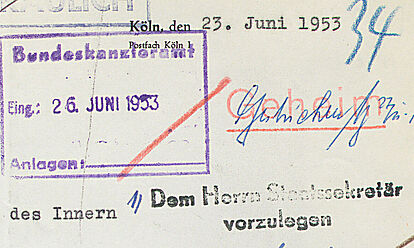 Köln, den 23. Juni 1953
Postfach Köln 1
34
Bundeskanzleramt
Eing.: 26. JUNI 1953
Geheim
Anlagen:
des Innern 1) Dem Herrn Staatssekretär
vorzulegen